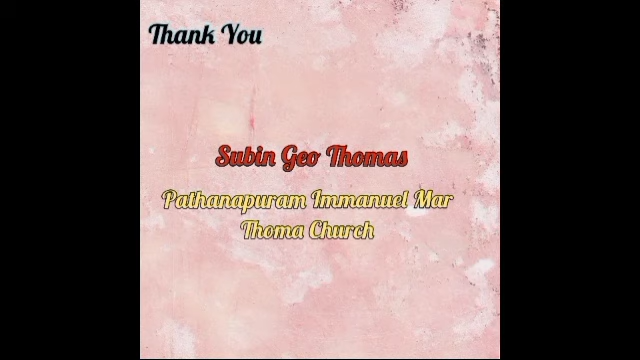 Thank You
Subin Geo Thomas
Pathanapuram Immanuel Mar
Thoma Church